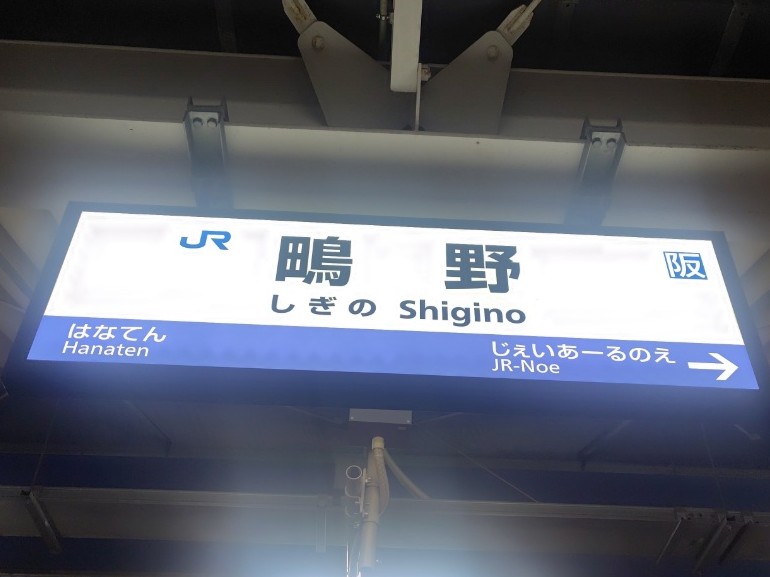 JR 鴫野 阪
しぎの Shigino
はなてん じぇいあーるのえ
Hanaten JR-Noe